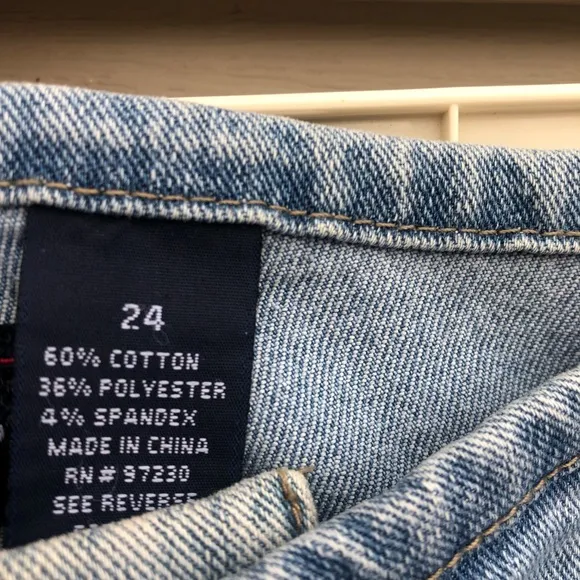 24
60% COTTON
36% POLYESTER
4% SPANDEX
MADE IN CHINA
RN# 97230
SEE REVERSE